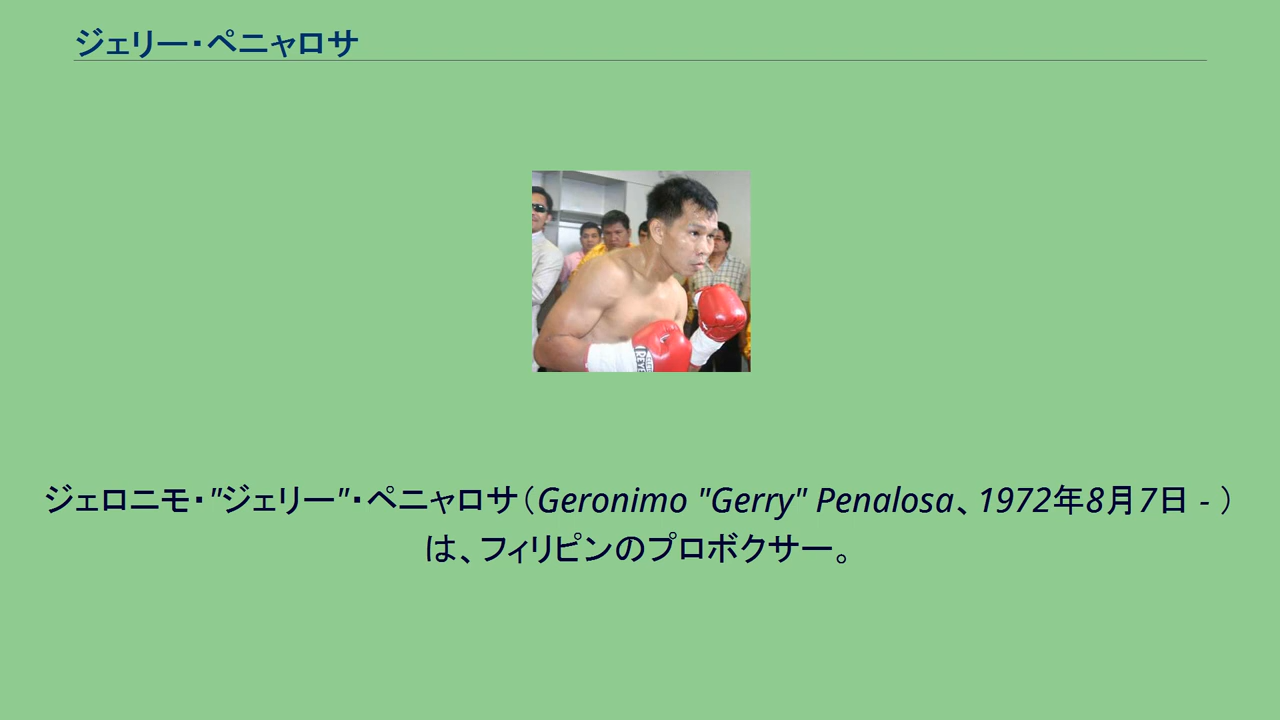 ジェリー・ペニャロサ
ジェロニモ・"ジェリー"・ペニャロサ（Geronimo "Gerry" Penalosa、1972年8月7日 - ）
は、フィリピンのプロボクサー。